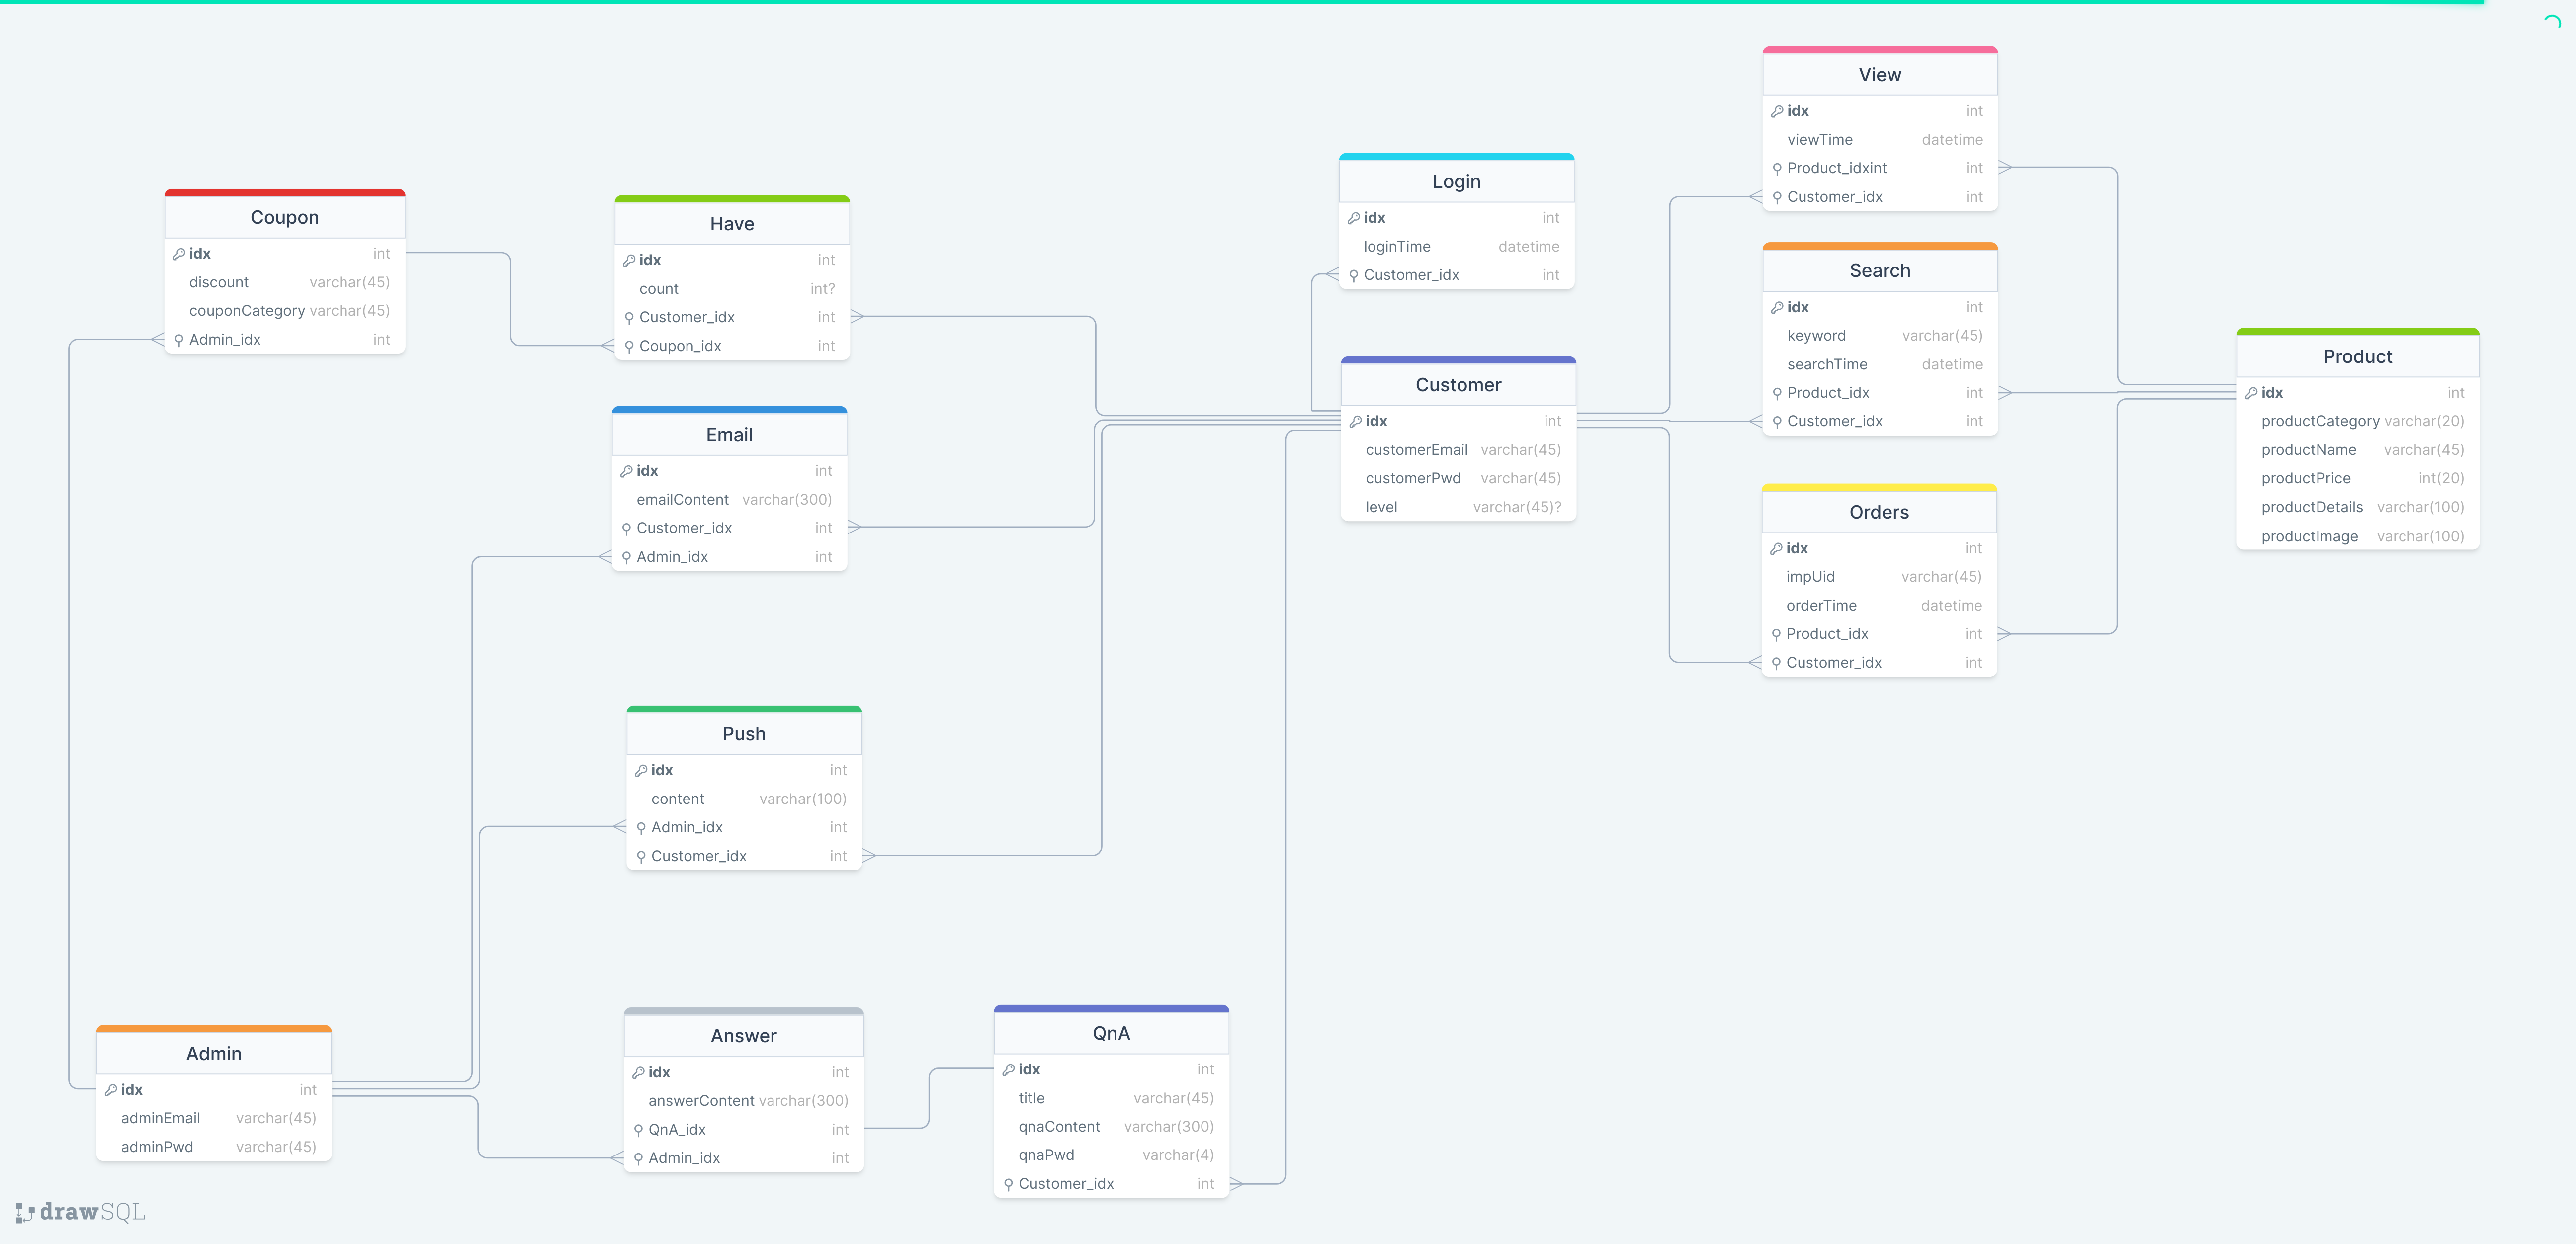 View
idx int
viewTime datetime
Product_idxint int
Customer_idx int
Login
idx int
loginTime datetime
Customer_idx int
Coupon
idx int
discount varchar(45)
couponCategory varchar(45)
Admin_idx int
Have
idx int
count int?
Customer_idx int
Coupon_idx int
Search
idx int
keyword varchar(45)
searchTime datetime
Product_idx int
Customer_idx int
Product
idx int
productCategory varchar(20)
productName varchar(45)
productPrice int(20)
productDetails varchar(100)
productImage varchar(100)
Customer
idx int
customerEmail varchar(45)
customerPwd varchar(45)
level varchar(45)?
Email
idx int
emailContent varchar(300)
Customer_idx int
Admin_idx int
Orders
idx int
impUid varchar(45)
orderTime datetime
Product_idx int
Customer_idx int
Push
idx int
content varchar(100)
Admin_idx int
Customer_idx int
Admin
idx int
adminEmail varchar(45)
adminPwd varchar(45)
Answer
idx int
answerContent varchar(300)
QnA_idx int
Admin_idx int
QnA
idx int
title varchar(45)
qnaContent varchar(300)
qnaPwd varchar(4)
Customer_idx int
drawSQL